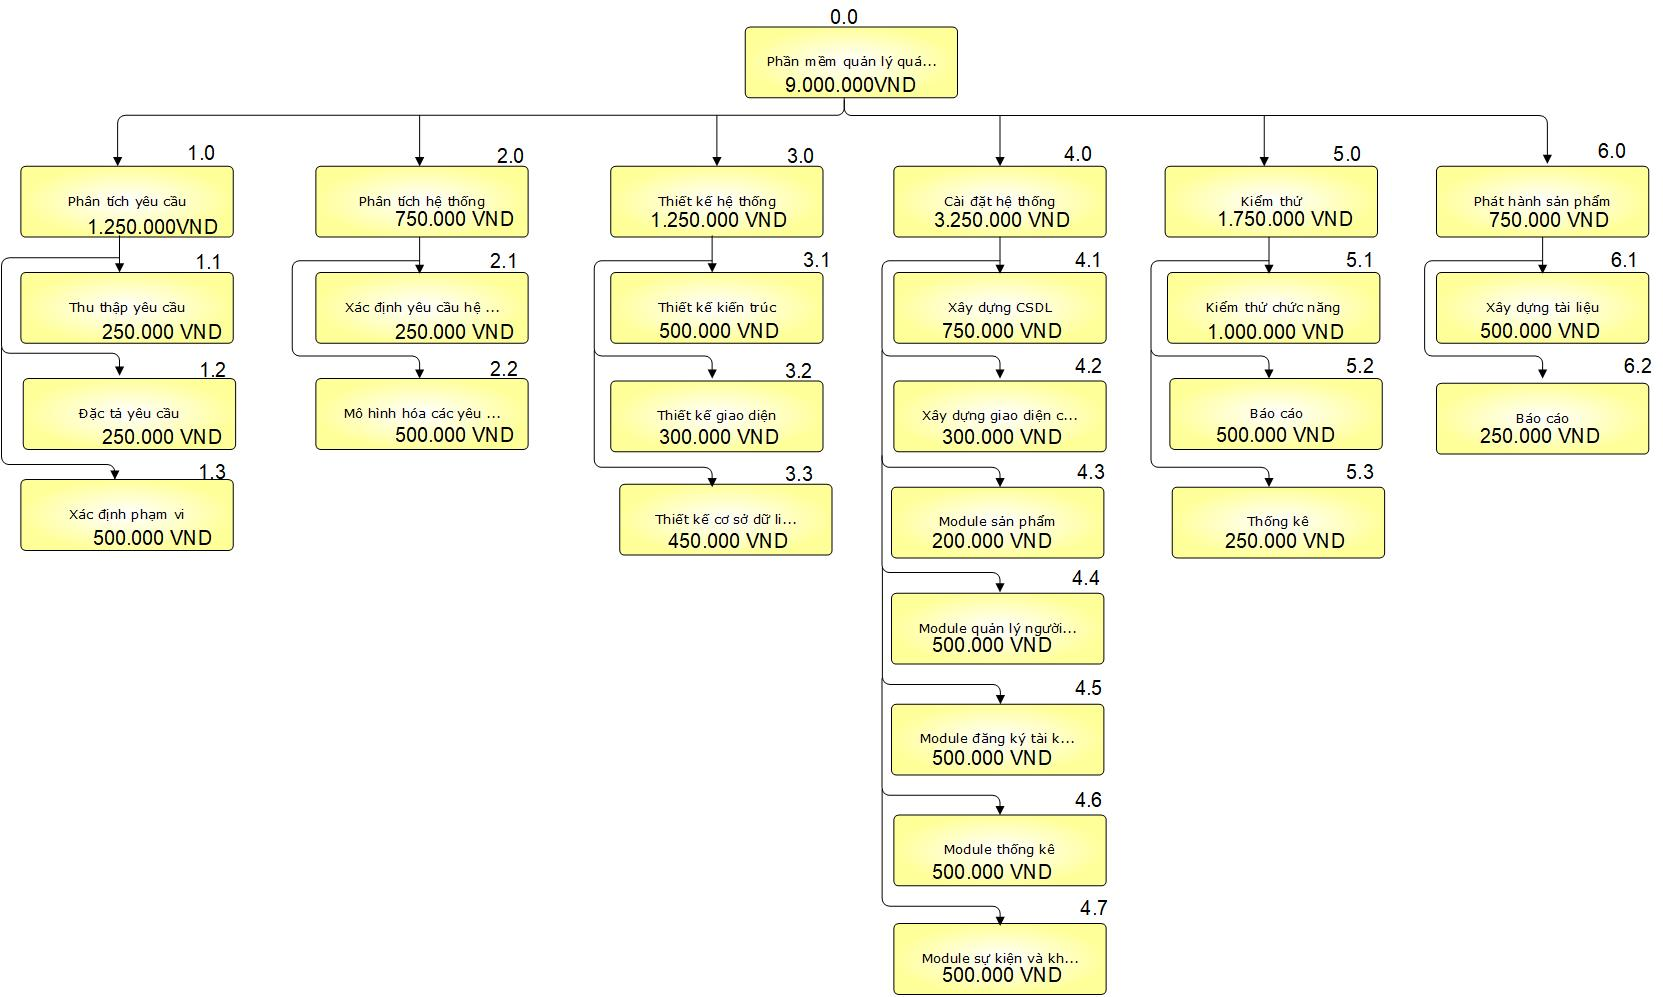 0.0
Phần mềm quản lý quá...
9.000.000VND
1.0
Phân tích yêu cầu
1.250.000VND
1.1
Thu thập yêu cầu
250.000 VND
1.2
Đặc tả yêu cầu
250.000 VND
1.3
Xác định phạm vi
500.000 VND
2.0
Phân tích hệ thống
750.000 VND
2.1
Xác định yêu cầu hệ ...
250.000 VND
2.2
Mô hình hóa các yêu ...
500.000 VND
3.0
Thiết kế hệ thống
1.250.000 VND
3.1
Thiết kế kiến trúc
500.000 VND
3.2
Thiết kế giao diện
300.000 VND
3.3
Thiết kế cơ sở dữ li...
450.000 VND
4.0
Cài đặt hệ thống
3.250.000 VND
4.1
Xây dựng CSDL
750.000 VND
4.2
Xây dựng giao diện c...
300.000 VND
4.3
Module sản phẩm
200.000 VND
4.4
Module quản lý người...
500.000 VND
4.5
Module đăng ký tài k...
500.000 VND
4.6
Module thống kê
500.000 VND
4.7
Module sự kiện và kh...
500.000 VND
5.0
Kiểm thử
1.750.000 VND
5.1
Kiểm thử chức năng
1.000.000 VND
5.2
Báo cáo
500.000 VND
5.3
Thống kê
250.000 VND
6.0
Phát hành sản phẩm
750.000 VND
6.1
Xây dựng tài liệu
500.000 VND
6.2
Báo cáo
250.000 VND